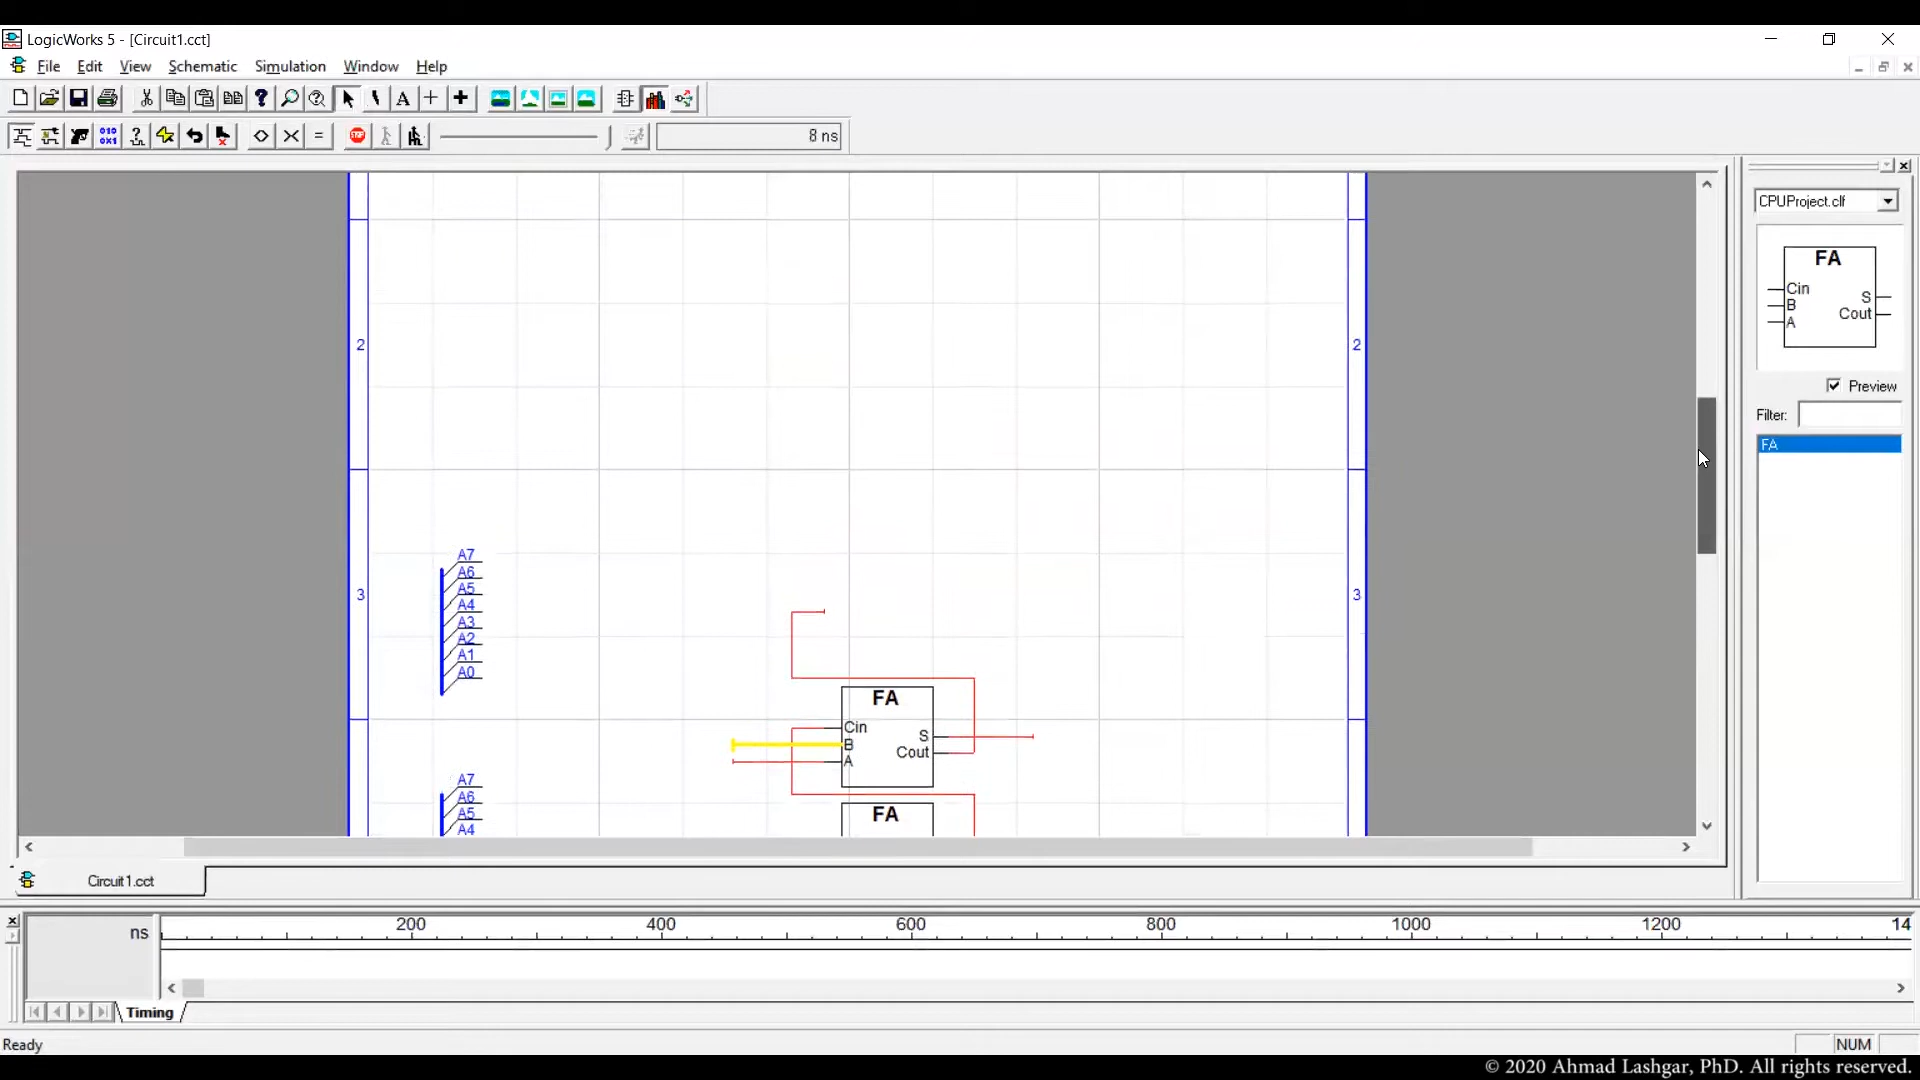 LogicWorks 5 - [Circuit1.cct]
File Edit View Schematic Simulation Window Help
8 ns
CPUProject.clf
FA
Cin
B
A
S
Cout
Preview
Filter:
FA
2
2
3
3
A7
A6
A5
A4
A3
A2
A1
A0
FA
Cin
B
A
S
Cout
A7
A6
A5
A4
FA
Circuit1.cct
ns
200 400 600 800 1000 1200 14
Timing
Ready
NUM
© 2020 Ahmad Lashgar, PhD. All rights reserved.